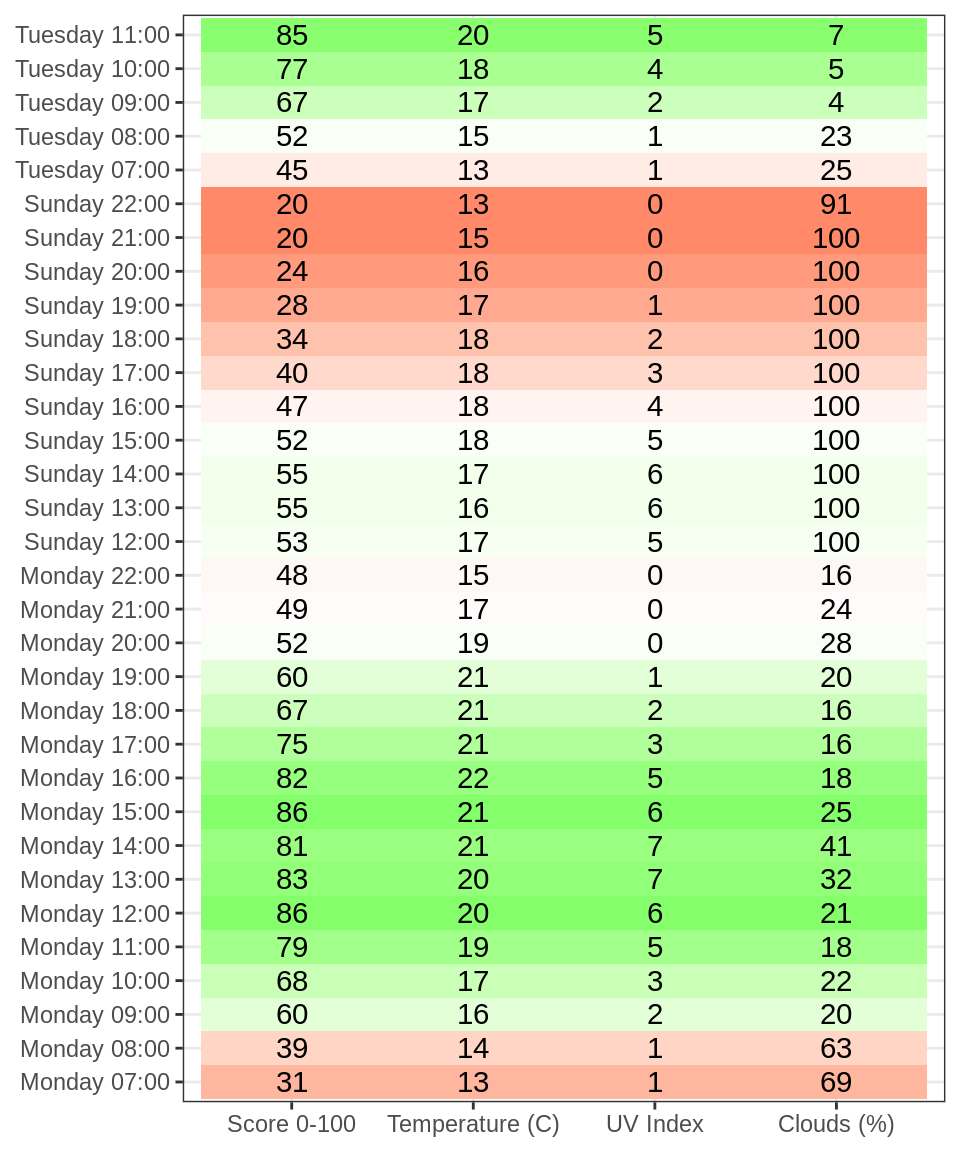 Tuesday 11:00 85 20 5 7
Tuesday 10:00 77 18 4 5
Tuesday 09:00 67 17 2 4
Tuesday 08:00 52 15 1 23
Tuesday 07:00 45 13 1 25
Sunday 22:00 20 13 0 91
Sunday 21:00 20 15 0 100
Sunday 20:00 24 16 0 100
Sunday 19:00 28 17 1 100
Sunday 18:00 34 18 2 100
Sunday 17:00 40 18 3 100
Sunday 16:00 47 18 4 100
Sunday 15:00 52 18 5 100
Sunday 14:00 55 17 6 100
Sunday 13:00 55 16 6 100
Sunday 12:00 53 17 5 100
Monday 22:00 48 15 0 16
Monday 21:00 49 17 0 24
Monday 20:00 52 19 0 28
Monday 19:00 60 21 1 20
Monday 18:00 67 21 2 16
Monday 17:00 75 21 3 16
Monday 16:00 82 22 5 18
Monday 15:00 86 21 6 25
Monday 14:00 81 21 7 41
Monday 13:00 83 20 7 32
Monday 12:00 86 20 6 21
Monday 11:00 79 19 5 18
Monday 10:00 68 17 3 22
Monday 09:00 60 16 2 20
Monday 08:00 39 14 1 63
Monday 07:00 31 13 1 69
Score 0-100 Temperature (C) UV Index Clouds (%)